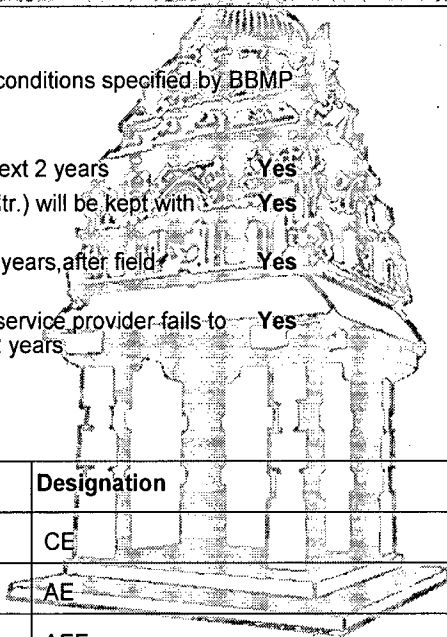 conditions specified by BBMP
ext 2 years Yes
tr.) will be kept with Yes
years,after field Yes
service provider fails to Yes
years
Designation
CE
AE
AEE